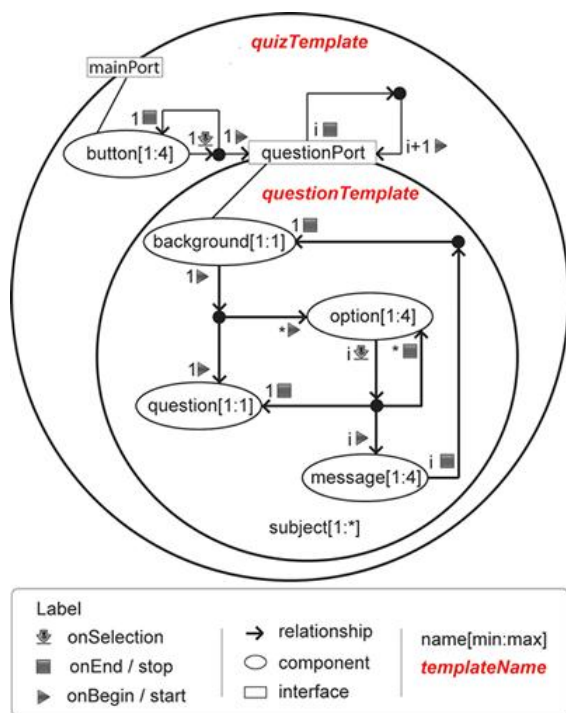 quizTemplate
mainPort
1
button[1:4]
1
1
i
i+1
questionPort
questionTemplate
background[1:1]
1
1
option[1:4]
*
i
*
1
question[1:1]
1
i
message[1:4]
i
subject[1:*]
Label
onSelection
onEnd / stop
onBegin / start
relationship
component
interface
name[min:max]
templateName